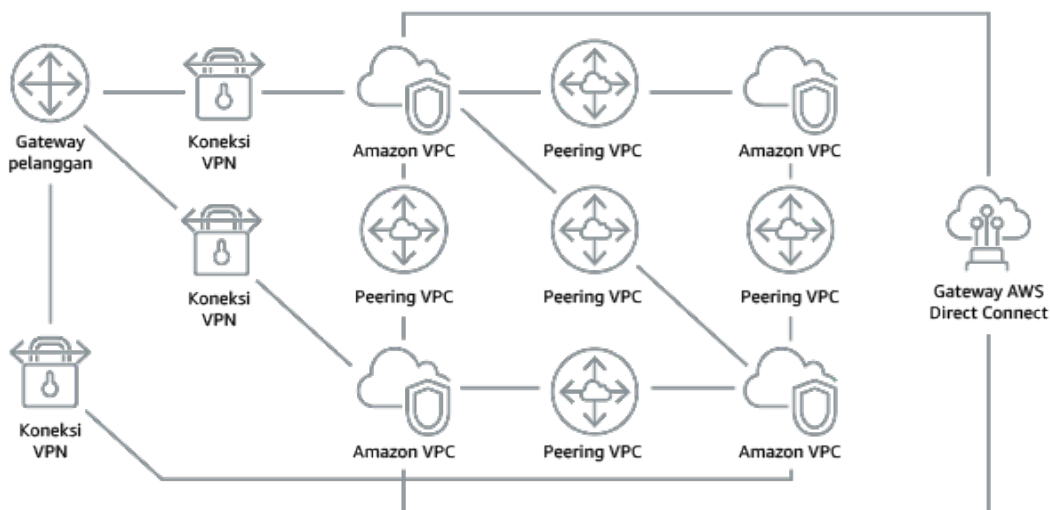 Gateway
pelanggan
Koneksi
VPN
Amazon VPC
Peering VPC
Amazon VPC
Koneksi
VPN
Peering VPC
Peering VPC
Peering VPC
Gateway AWS
Direct Connect
Koneksi
VPN
Amazon VPC
Peering VPC
Amazon VPC